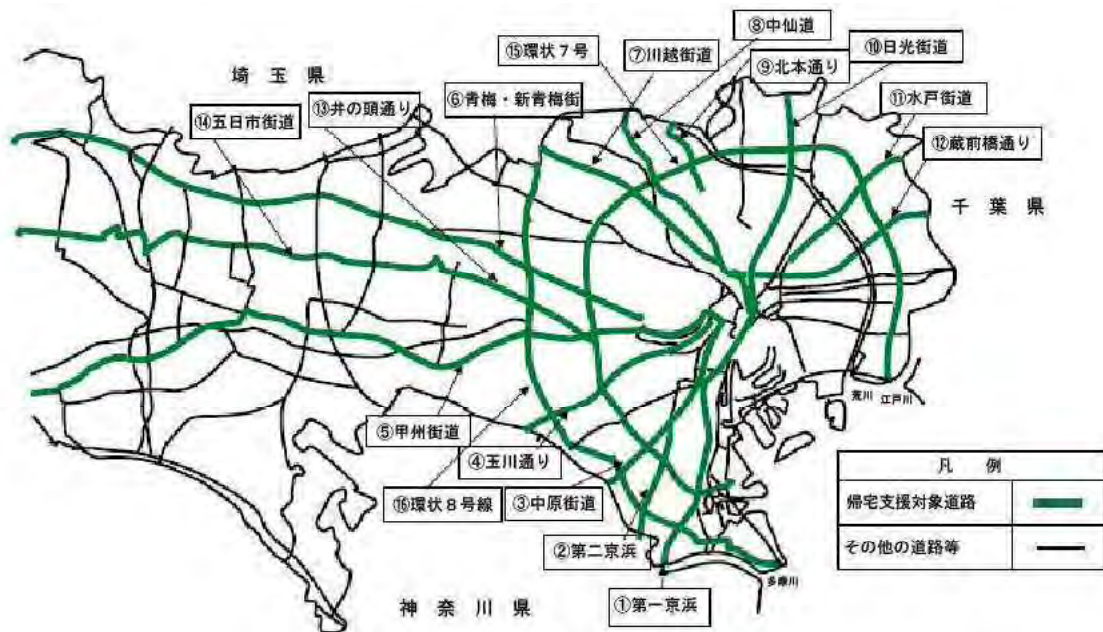 ⑧中仙道
⑮環状7号
⑦川越街道
⑩日光街道
⑨北本通り
埼玉県
⑬井の頭通り
⑥青梅・新青梅街
⑪水戸街道
⑭五日市街道
⑫蔵前橋通り
千葉県
荒川
江戸川
⑤甲州街道
④玉川通り
⑯環状8号線
③中原街道
②第二京浜
①第一京浜
多摩川
神奈川県
凡例
帰宅支援対象道路
その他の道路等